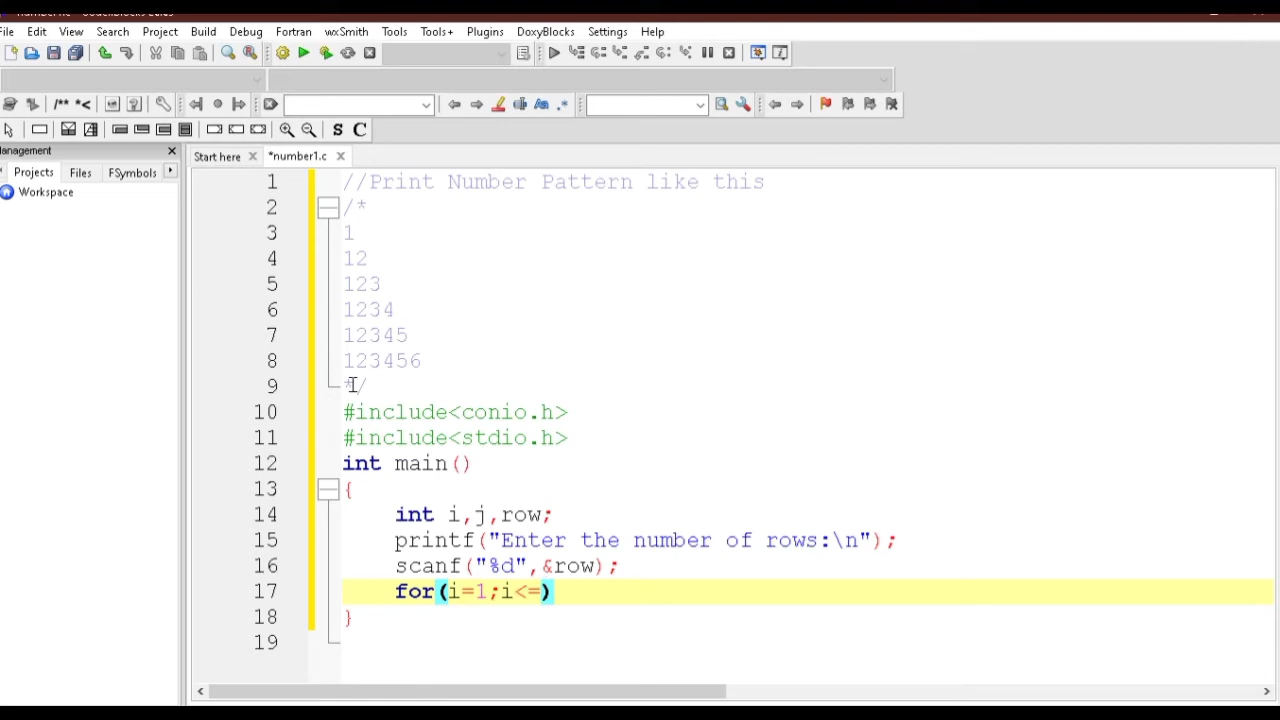 File Edit View Search Project Build Debug Fortran wxSmith Tools Tools+ Plugins DoxyBlocks Settings Help
/** *<
S C
anagement
Projects Files FSymbols
Workspace
Start here *number1.c
1 //Print Number Pattern like this
2 /*
3 1
4 12
5 123
6 1234
7 12345
8 123456
9 */
10 #include<conio.h>
11 #include<stdio.h>
12 int main()
13 {
14 int i,j,row;
15 printf("Enter the number of rows:\n");
16 scanf("%d",&row);
17 for(i=1;i<=)
18 }
19